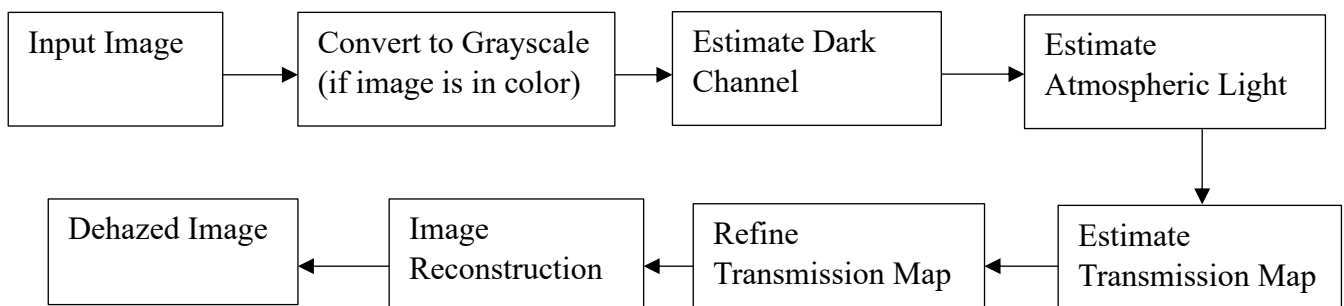 Input Image
Convert to Grayscale
(if image is in color)
Estimate Dark
Channel
Estimate
Atmospheric Light
Estimate
Transmission Map
Refine
Transmission Map
Image
Reconstruction
Dehazed Image